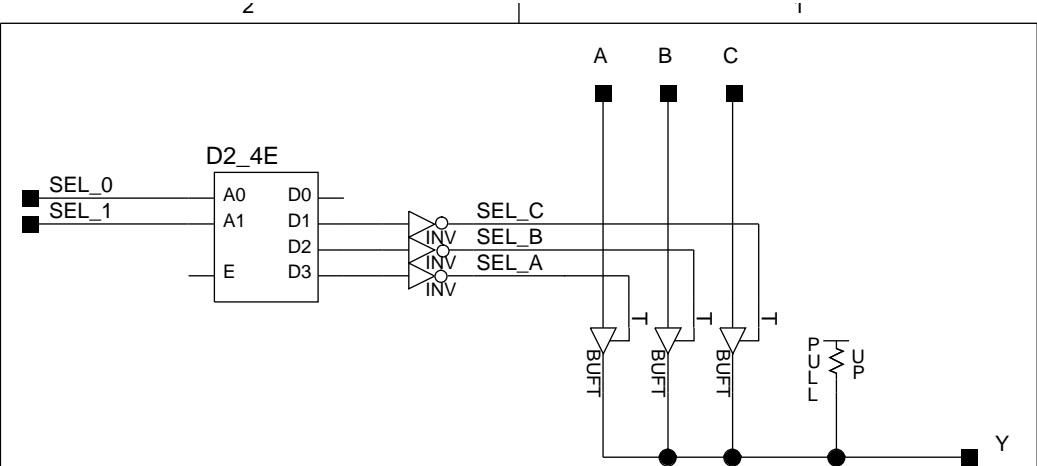 2 1
A B C
D2_4E
SEL_0
SEL_1
A0 D0
A1 D1
D2
E D3
SEL_C
INV
SEL_B
INV
SEL_A
INV
T T T
BUFT BUFT BUFT
PULL
UP
Y